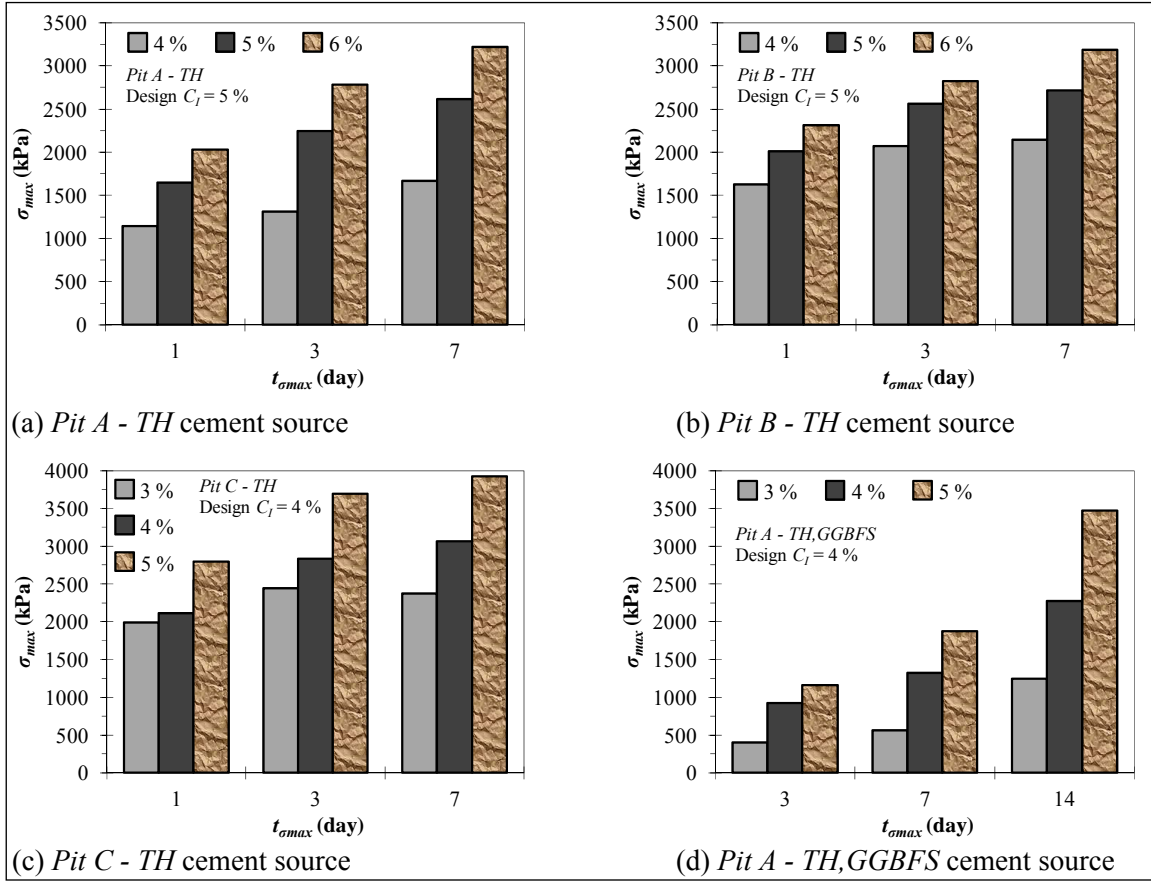 3500
3000
2500
2000
1500
1000
500
0
σmax (kPa)
4 % 5 % 6 %
Pit A - TH
Design CI = 5 %
1 3 7
tσmax (day)
(a) Pit A - TH cement source
3500
3000
2500
2000
1500
1000
500
0
σmax (kPa)
4 % 5 % 6 %
Pit B - TH
Design CI = 5 %
1 3 7
tσmax (day)
(b) Pit B - TH cement source
4000
3500
3000
2500
2000
1500
1000
500
0
σmax (kPa)
3 %
4 %
5 %
Pit C - TH
Design CI = 4 %
1 3 7
tσmax (day)
(c) Pit C - TH cement source
4000
3500
3000
2500
2000
1500
1000
500
0
σmax (kPa)
3 % 4 % 5 %
Pit A - TH,GGBFS
Design CI = 4 %
3 7 14
tσmax (day)
(d) Pit A - TH,GGBFS cement source